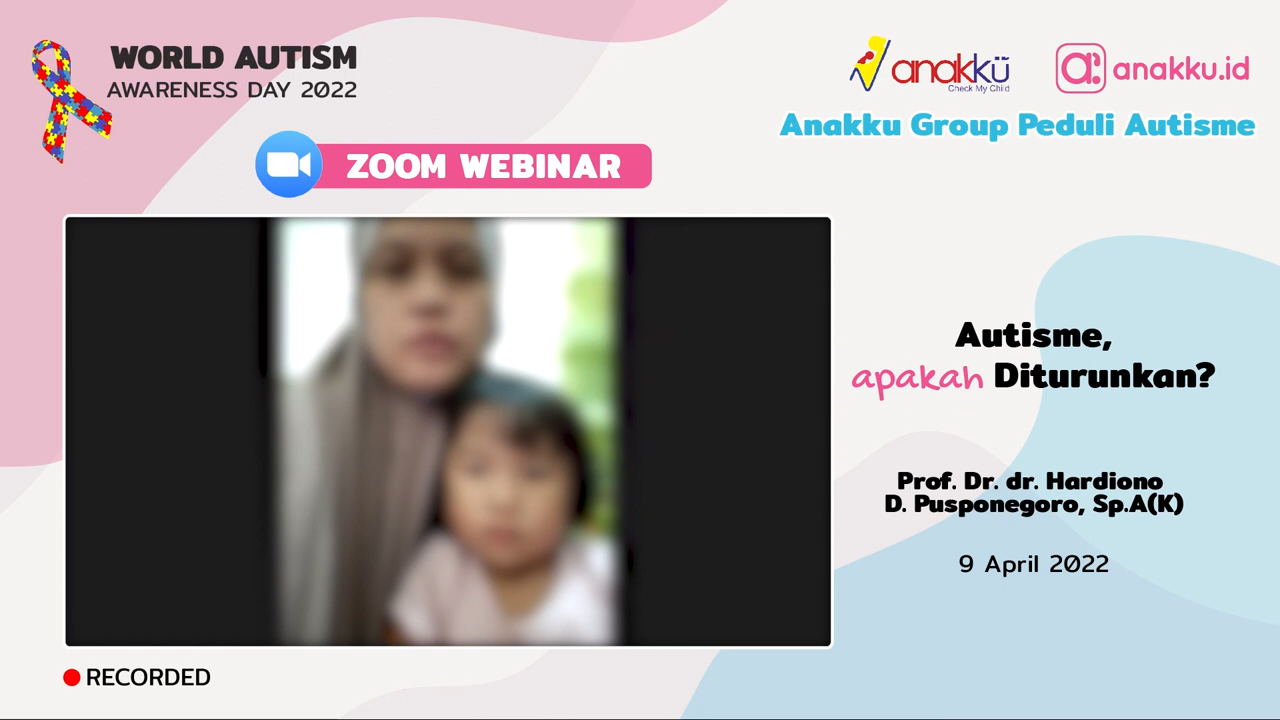 WORLD AUTISM
AWARENESS DAY 2022
anakkü
Check My Child
a:
anakku.id
Anakku Group Peduli Autisme
ZOOM WEBINAR
Autisme,
apakah Diturunkan?
Prof. Dr. dr. Hardiono
D. Pusponegoro, Sp.A(K)
9 April 2022
RECORDED